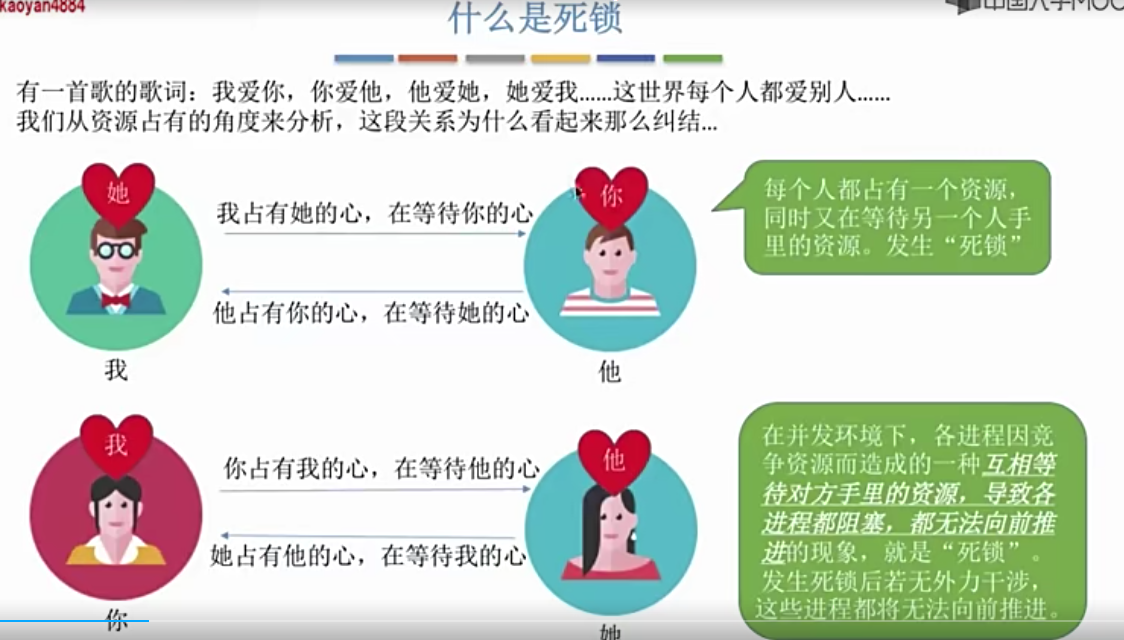 kaoyan4884
中国大学MOOC
什么是死锁
有一首歌的歌词：我爱你，你爱他，他爱她，她爱我……这世界每个人都爱别人……
我们从资源占有的角度来分析，这段关系为什么看起来那么纠结…
她
我占有她的心，在等待你的心
你
他占有你的心，在等待她的心
我
他
每个人都占有一个资源，
同时又在等待另一个人手
里的资源。发生“死锁”
我
你占有我的心，在等待他的心
他
她占有他的心，在等待我的心
你
她
在并发环境下，各进程因竞
争资源而造成的一种互相等
待对方手里的资源，导致各
进程都阻塞，都无法向前推
进的现象，就是“死锁”。
发生死锁后若无外力干涉，
这些进程都将无法向前推进。